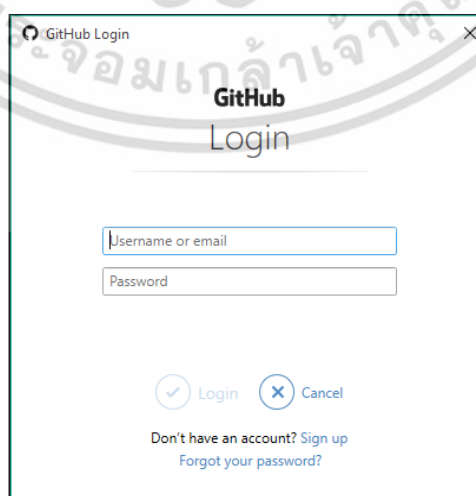 GitHub Login
GitHub
Login
Username or email
Password
Login Cancel
Don't have an account? Sign up
Forgot your password?